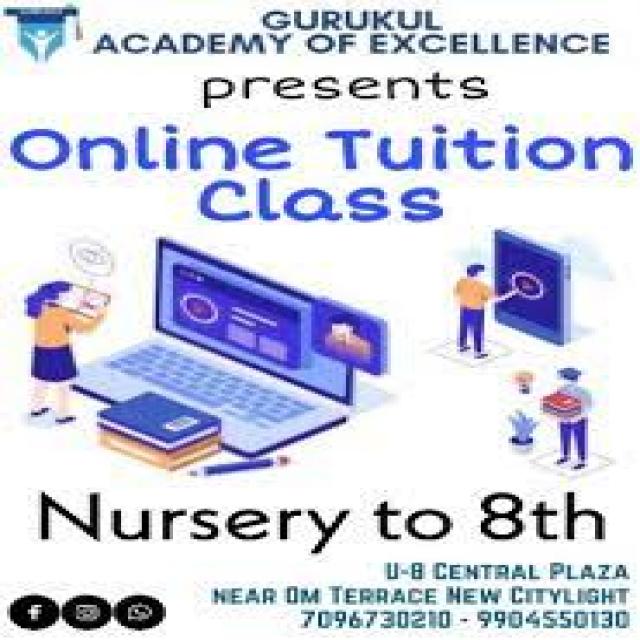 GURUKUL
ACADEMY OF EXCELLENCE
presents
Online Tuition
Class
Nursery to 8th
U-8 Central Plaza
near Om Terrace New Citylight
7096730210 - 9904550130